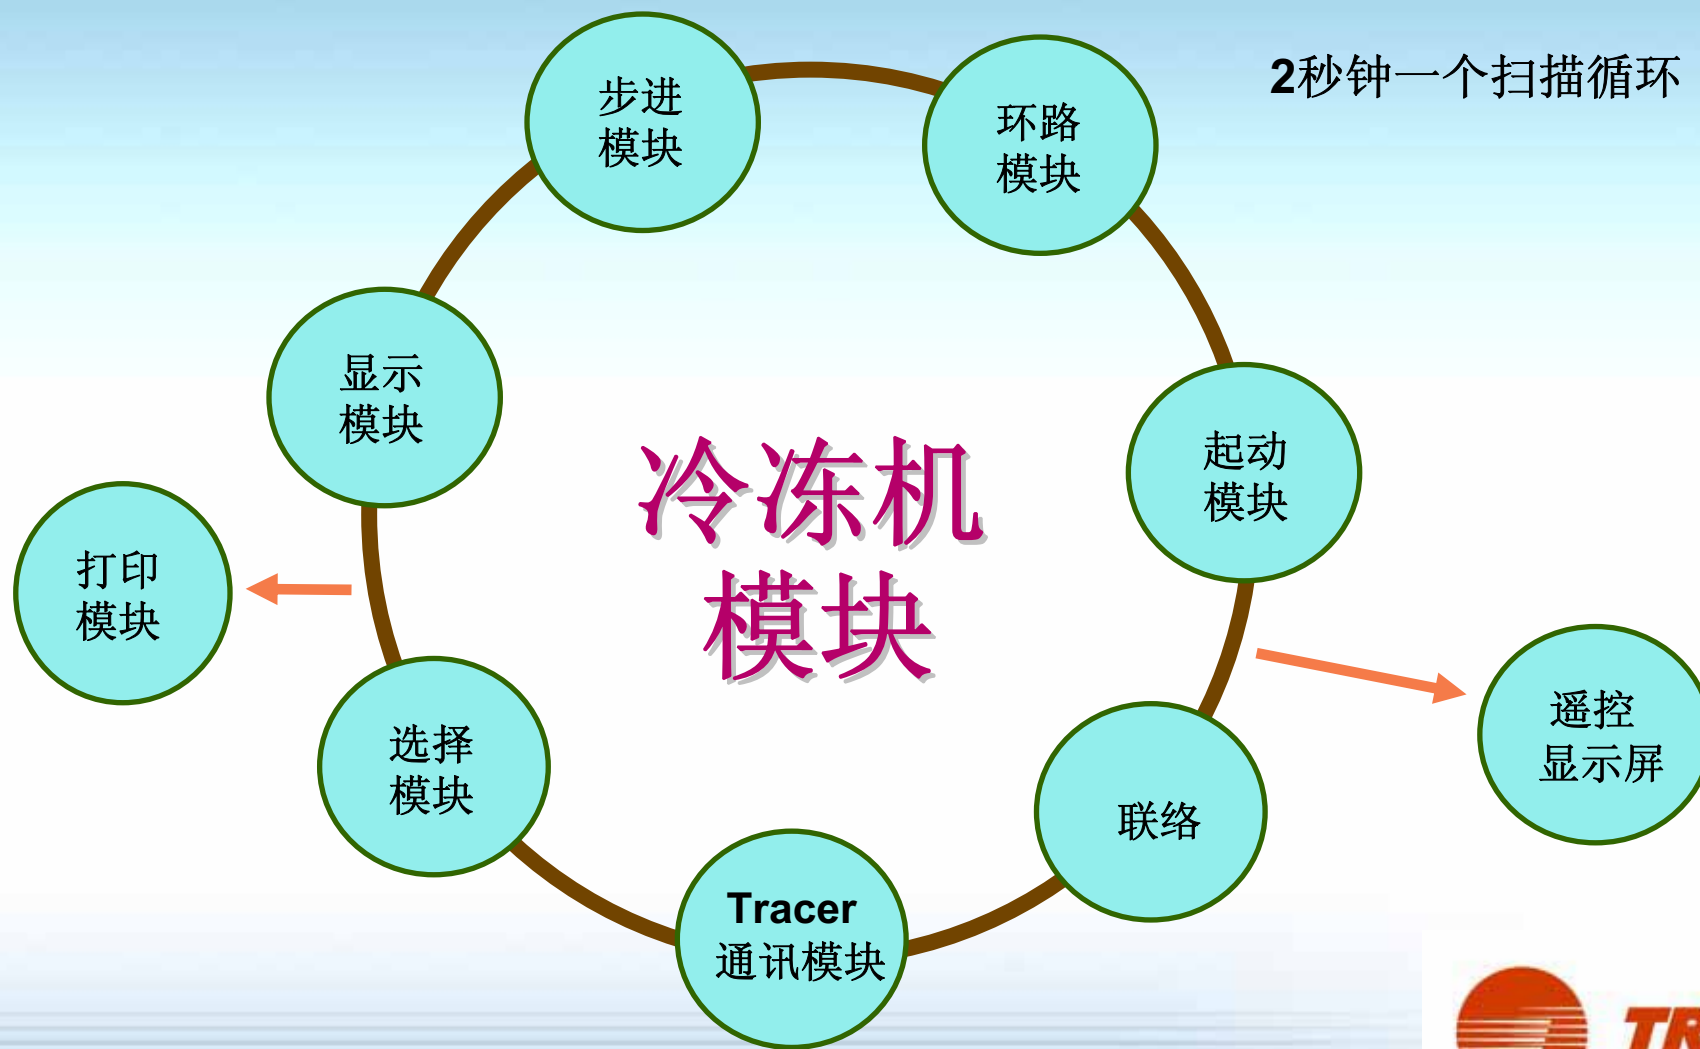 2秒钟一个扫描循环
步进
模块
环路
模块
显示
模块
起动
模块
冷冻机
模块
打印
模块
遥控
显示屏
选择
模块
联络
Tracer
通讯模块